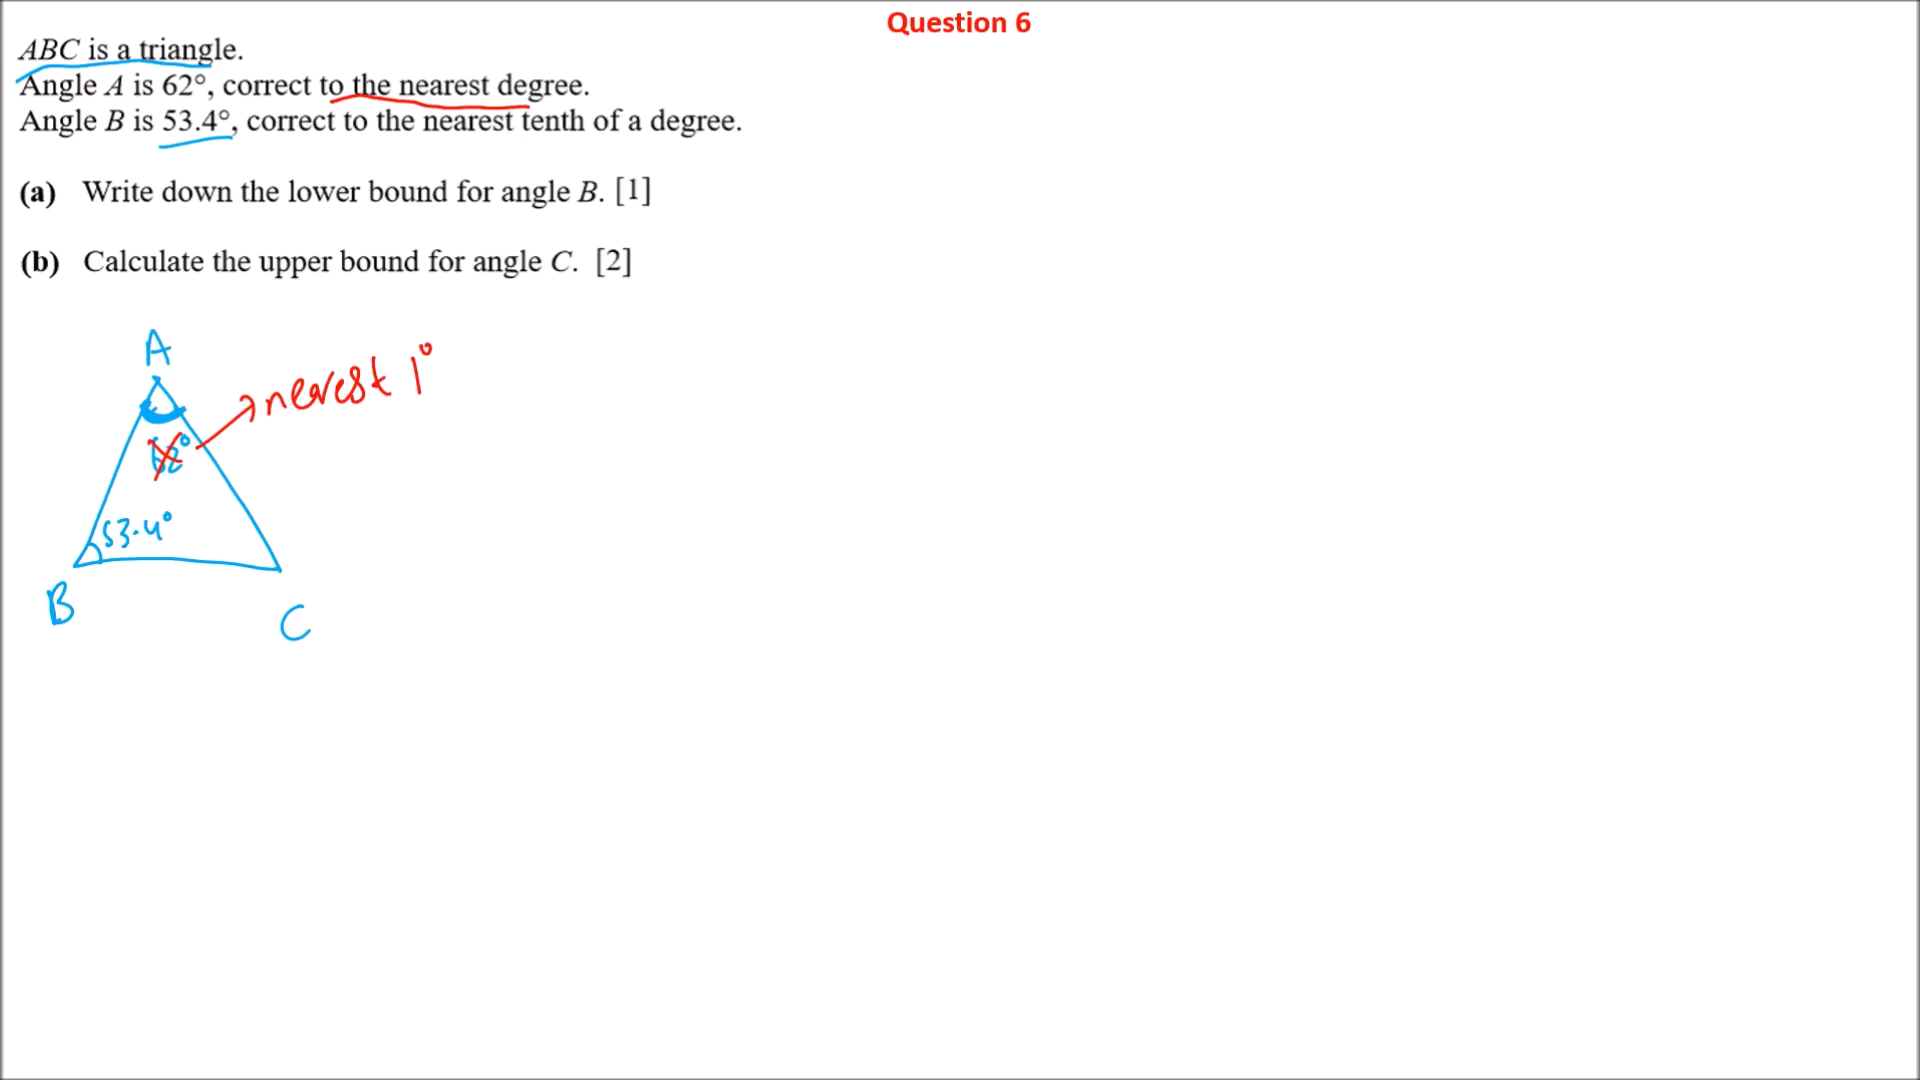 Question 6
ABC is a triangle.
Angle A is 62°, correct to the nearest degree.
Angle B is 53.4°, correct to the nearest tenth of a degree.
(a) Write down the lower bound for angle B. [1]
(b) Calculate the upper bound for angle C. [2]
A
nearest 1°
62°
53.4°
B
C